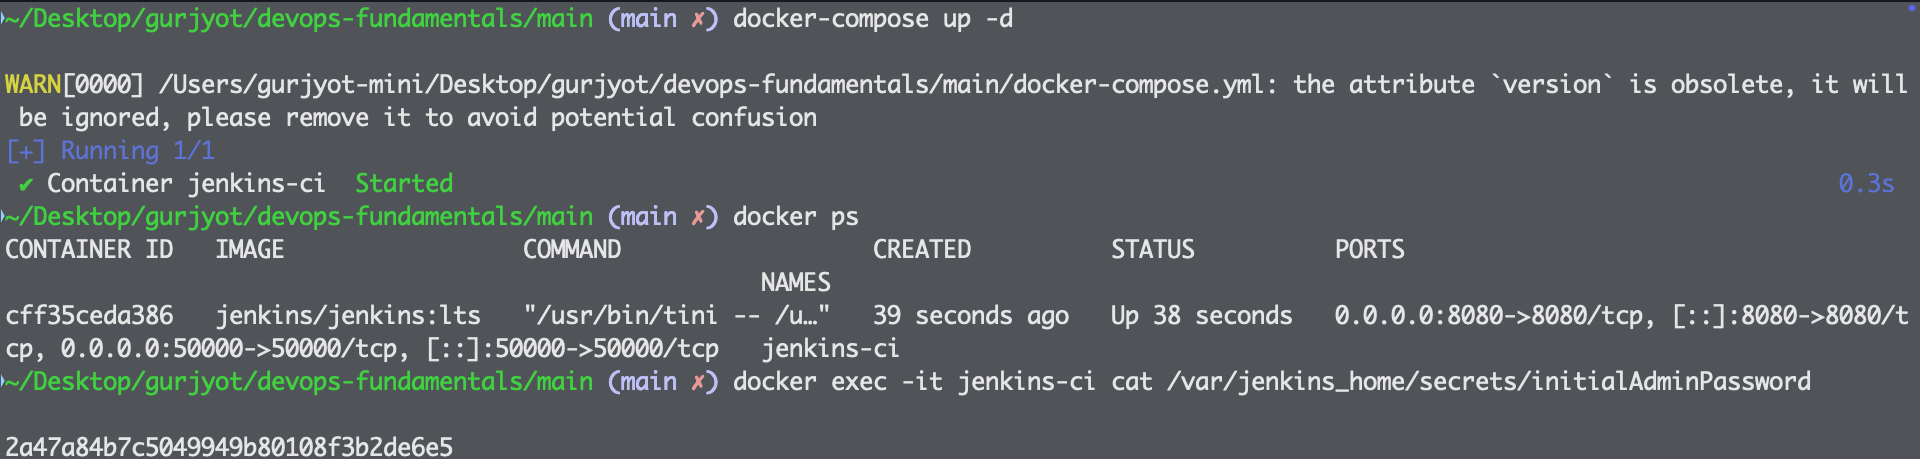 ~/Desktop/gurjyot/devops-fundamentals/main (main ✗) docker-compose up -d
WARN[0000] /Users/gurjyot-mini/Desktop/gurjyot/devops-fundamentals/main/docker-compose.yml: the attribute `version` is obsolete, it will
be ignored, please remove it to avoid potential confusion
[+] Running 1/1
✔ Container jenkins-ci  Started  0.3s
~/Desktop/gurjyot/devops-fundamentals/main (main ✗) docker ps
CONTAINER ID   IMAGE                 COMMAND                  CREATED          STATUS          PORTS
NAMES
cff35ceda386   jenkins/jenkins:lts   "/usr/bin/tini -- /u…"   39 seconds ago   Up 38 seconds   0.0.0.0:8080->8080/tcp, [::]:8080->8080/t
cp, 0.0.0.0:50000->50000/tcp, [::]:50000->50000/tcp   jenkins-ci
~/Desktop/gurjyot/devops-fundamentals/main (main ✗) docker exec -it jenkins-ci cat /var/jenkins_home/secrets/initialAdminPassword
2a47a84b7c5049949b80108f3b2de6e5